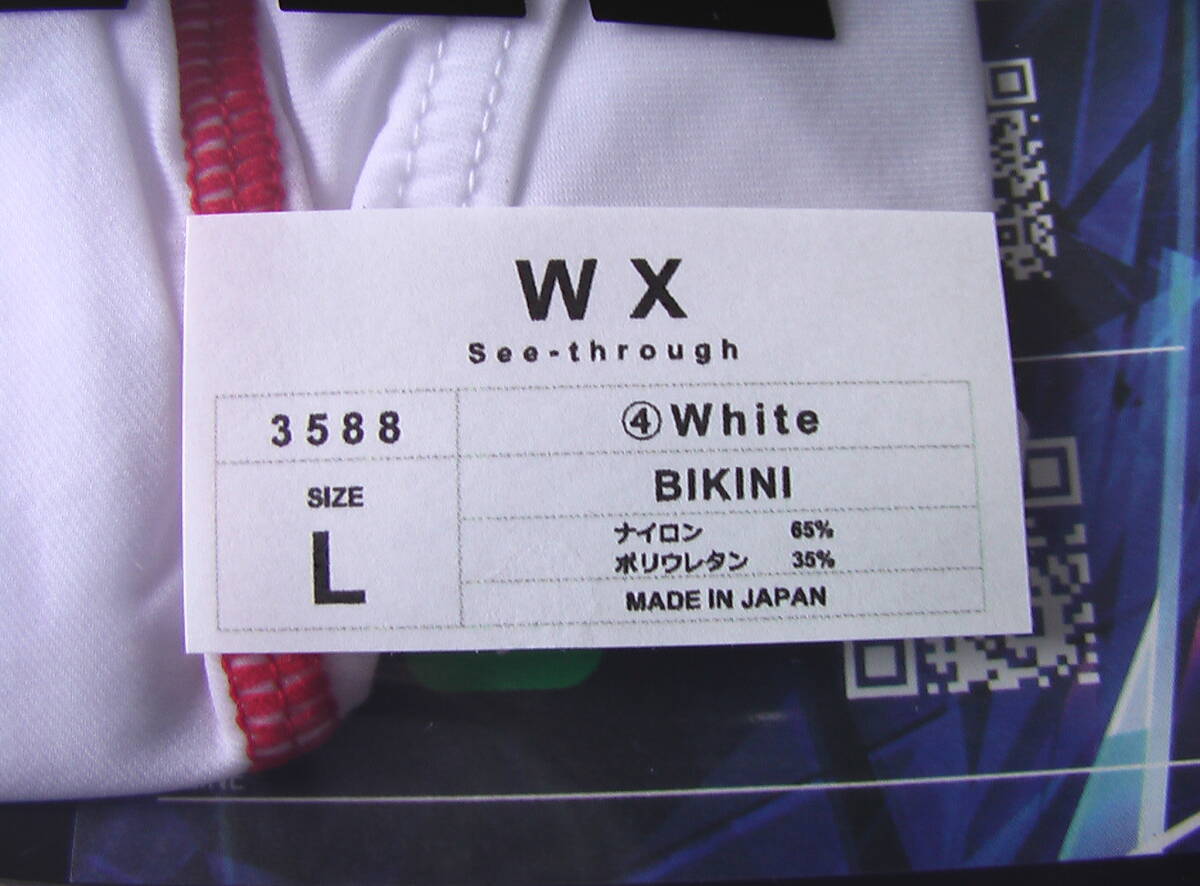 W X
See-through
3588
④White
SIZE
L
BIKINI
ナイロン 65%
ポリウレタン 35%
MADE IN JAPAN